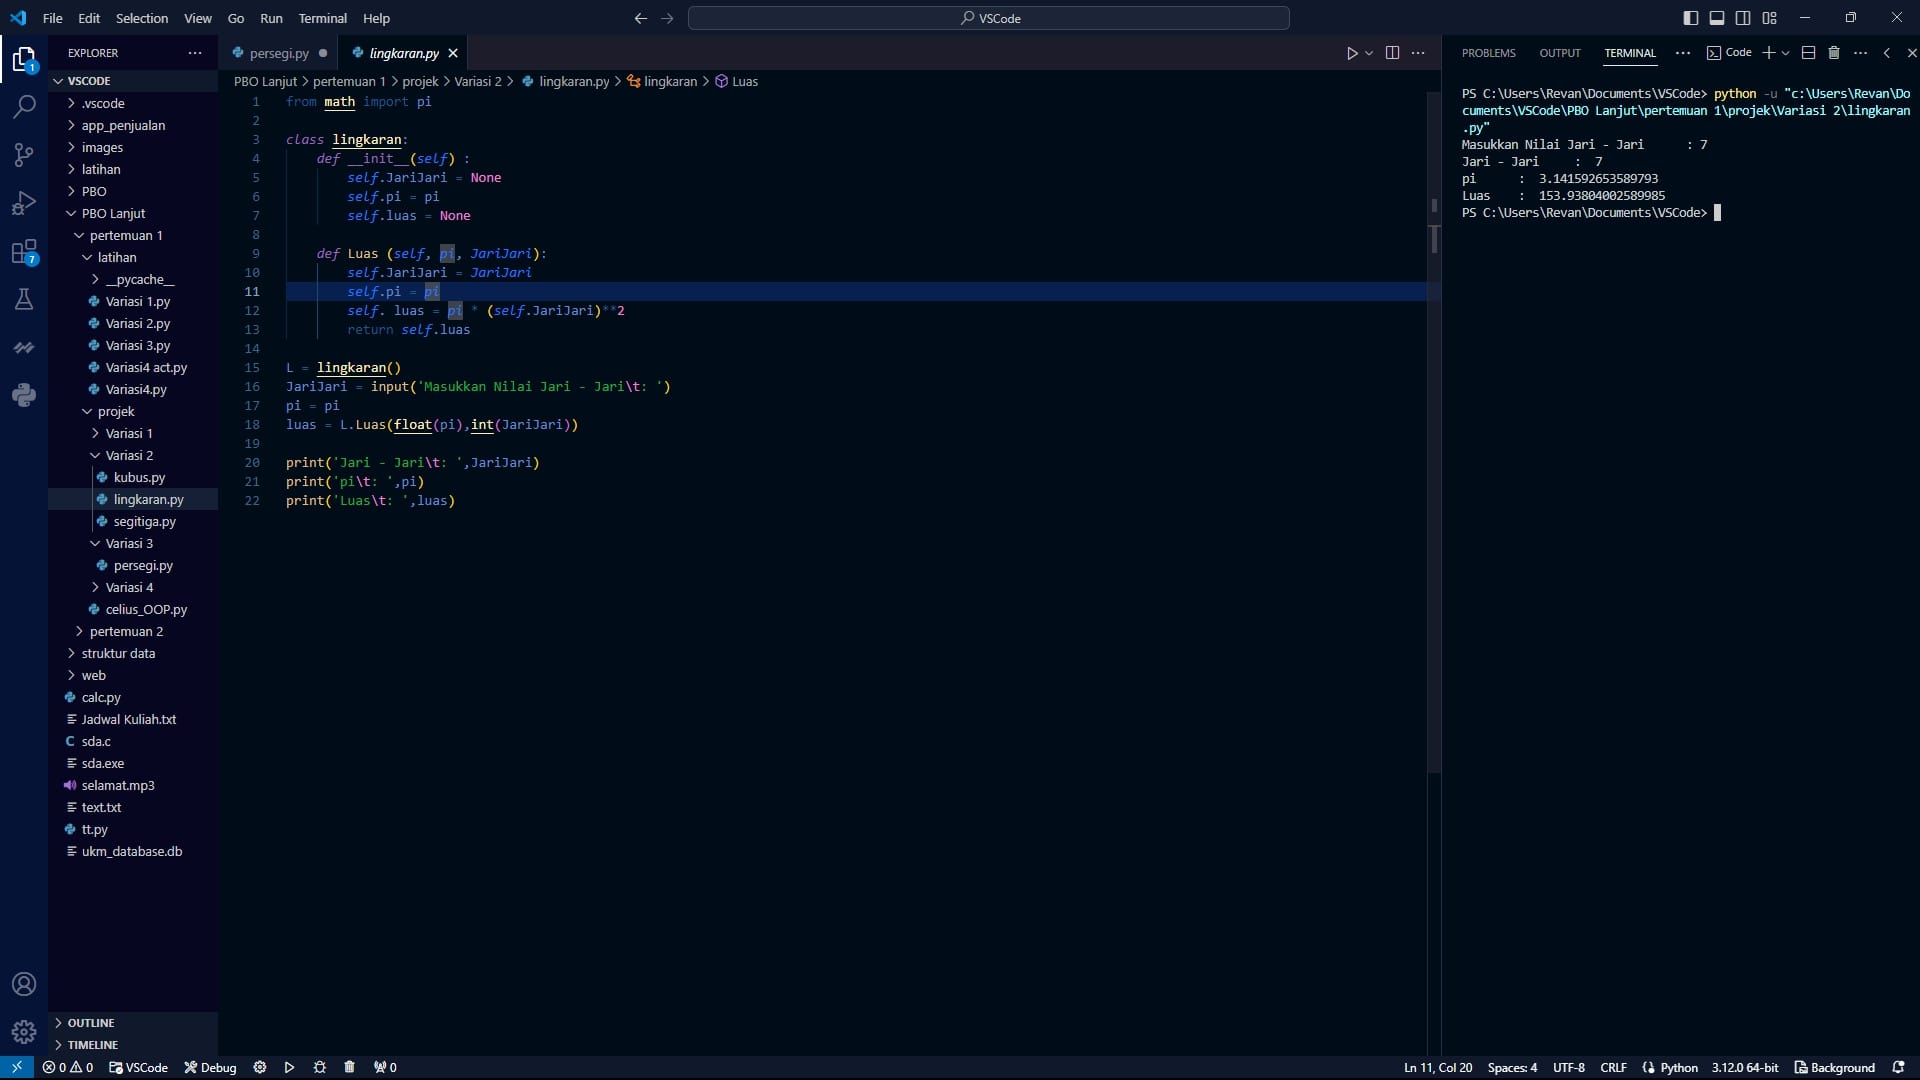 File Edit Selection View Go Run Terminal Help
VSCode
EXPLORER
VSCODE
.vscode
app_penjualan
images
latihan
PBO
PBO Lanjut
pertemuan 1
latihan
__pycache__
Variasi 1.py
Variasi 2.py
Variasi 3.py
Variasi4 act.py
Variasi4.py
projek
Variasi 1
Variasi 2
kubus.py
lingkaran.py
segitiga.py
Variasi 3
persegi.py
Variasi 4
celius_OOP.py
pertemuan 2
struktur data
web
calc.py
Jadwal Kuliah.txt
C sda.c
sda.exe
selamat.mp3
text.txt
tt.py
ukm_database.db
OUTLINE
TIMELINE
1
7
persegi.py
lingkaran.py
PBO Lanjut > pertemuan 1 > projek > Variasi 2 > lingkaran.py > lingkaran > Luas
1 from math import pi
2
3 class lingkaran:
4     def __init__(self) :
5         self.JariJari = None
6         self.pi = pi
7         self.luas = None
8
9     def Luas (self, pi, JariJari):
10         self.JariJari = JariJari
11         self.pi = pi
12         self. luas = pi * (self.JariJari)**2
13         return self.luas
14
15 L = lingkaran()
16 JariJari = input('Masukkan Nilai Jari - Jari\t: ')
17 pi = pi
18 luas = L.Luas(float(pi),int(JariJari))
19
20 print('Jari - Jari\t: ',JariJari)
21 print('pi\t: ',pi)
22 print('Luas\t: ',luas)
PROBLEMS OUTPUT TERMINAL Code
PS C:\Users\Revan\Documents\VSCode> python -u "c:\Users\Revan\Do
cuments\VSCode\PBO Lanjut\pertemuan 1\projek\Variasi 2\lingkaran
.py"
Masukkan Nilai Jari - Jari      : 7
Jari - Jari     :  7
pi      :  3.141592653589793
Luas    :  153.93804002589985
PS C:\Users\Revan\Documents\VSCode>
0 0 VSCode Debug 0 Ln 11, Col 20 Spaces: 4 UTF-8 CRLF Python 3.12.0 64-bit Background